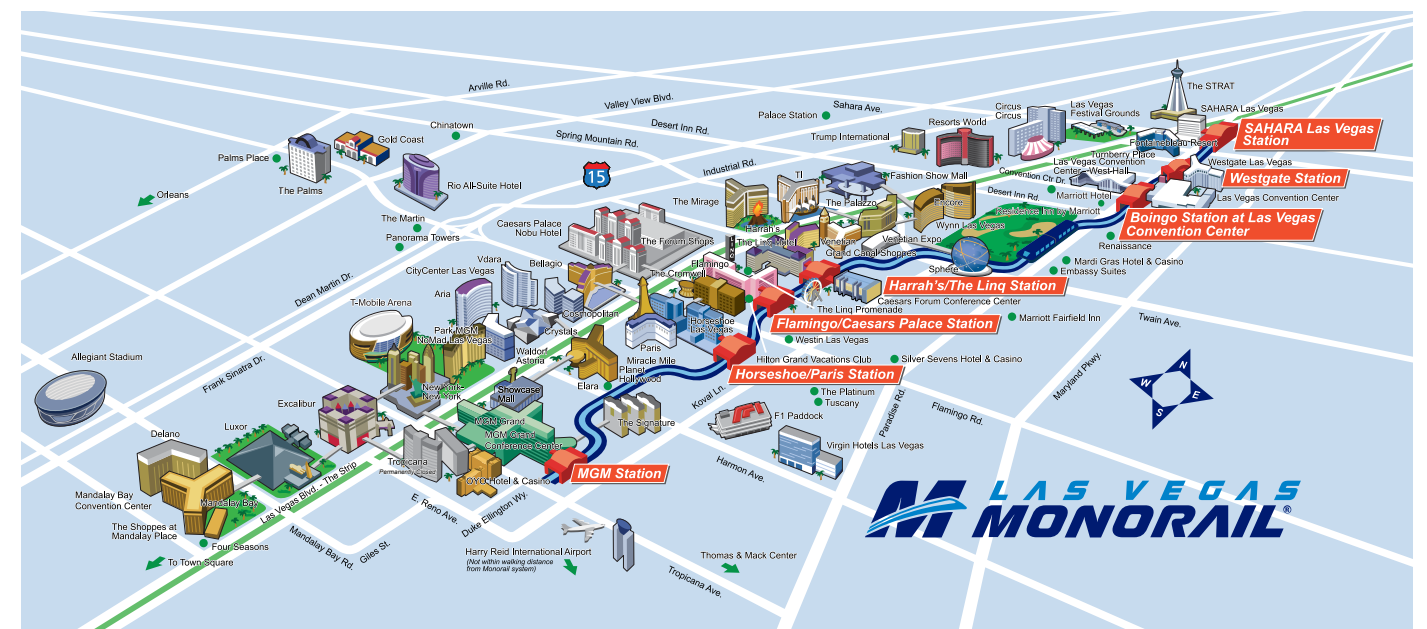 Arville Rd.
Valley View Blvd.
Sahara Ave.
Palace Station
Desert Inn Rd.
Spring Mountain Rd.
Industrial Rd.
Chinatown
Gold Coast
Palms Place
The Palms
Orleans
Rio All-Suite Hotel
The Martin
Panorama Towers
15
Trump International
Resorts World
Circus
Circus
Las Vegas
Festival Grounds
The STRAT
SAHARA Las Vegas
SAHARA Las Vegas
Station
Fontainebleau Resort
Turnberry Place
Westgate Las Vegas
Westgate Station
Las Vegas Convention
Center - West Hall
Convention Ctr Dr.
Marriott Hotel
Las Vegas Convention Center
Boingo Station at Las Vegas
Convention Center
Desert Inn Rd.
Residence Inn by Marriott
Renaissance
Mardi Gras Hotel & Casino
Embassy Suites
Fashion Show Mall
TI
The Palazzo
The Mirage
Encore
Wynn Las Vegas
Harrah's
The Linq Hotel
LINQ
Venetian
Venetian Expo
Grand Canal Shoppes
Sphere
Caesars Palace
Nobu Hotel
The Forum Shops
Flamingo
The Cromwell
Harrah's/The Linq Station
Caesars Forum Conference Center
The Linq Promenade
Flamingo/Caesars Palace Station
Marriott Fairfield Inn
Twain Ave.
Westin Las Vegas
Vdara
CityCenter Las Vegas
Bellagio
Aria
Cosmopolitan
Dean Martin Dr.
T-Mobile Arena
Park MGM
NoMad Las Vegas
Crystals
Waldorf
Astoria
Paris
Horseshoe
Las Vegas
Horseshoe/Paris Station
Hilton Grand Vacations Club
Silver Sevens Hotel & Casino
Miracle Mile
Planet
Hollywood
Elara
Koval Ln.
The Platinum
Tuscany
Paradise Rd
Flamingo Rd.
Maryland Pkwy.
N
E
S
W
Allegiant Stadium
Frank Sinatra Dr.
New York-
New York
Showcase
Mall
Excalibur
MGM Grand
MGM Grand
Conference Center
The Signature
F1
F1 Paddock
Virgin Hotels Las Vegas
Harmon Ave.
Delano
Luxor
Tropicana
Permanently Closed
OYO Hotel & Casino
MGM Station
Mandalay Bay
Convention Center
Mandalay Bay
Las Vegas Blvd. - The Strip
The Shoppes at
Mandalay Place
Four Seasons
To Town Square
Mandalay Bay Rd.
Giles St.
E. Reno Ave.
Duke Ellington Wy.
Harry Reid International Airport
(Not within walking distance
from Monorail system)
Thomas & Mack Center
Tropicana Ave.
M LAS VEGAS
MONORAIL®